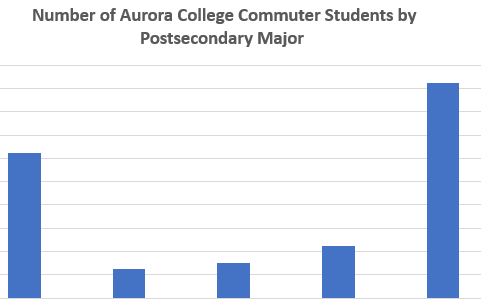 Number of Aurora College Commuter Students by
Postsecondary Major